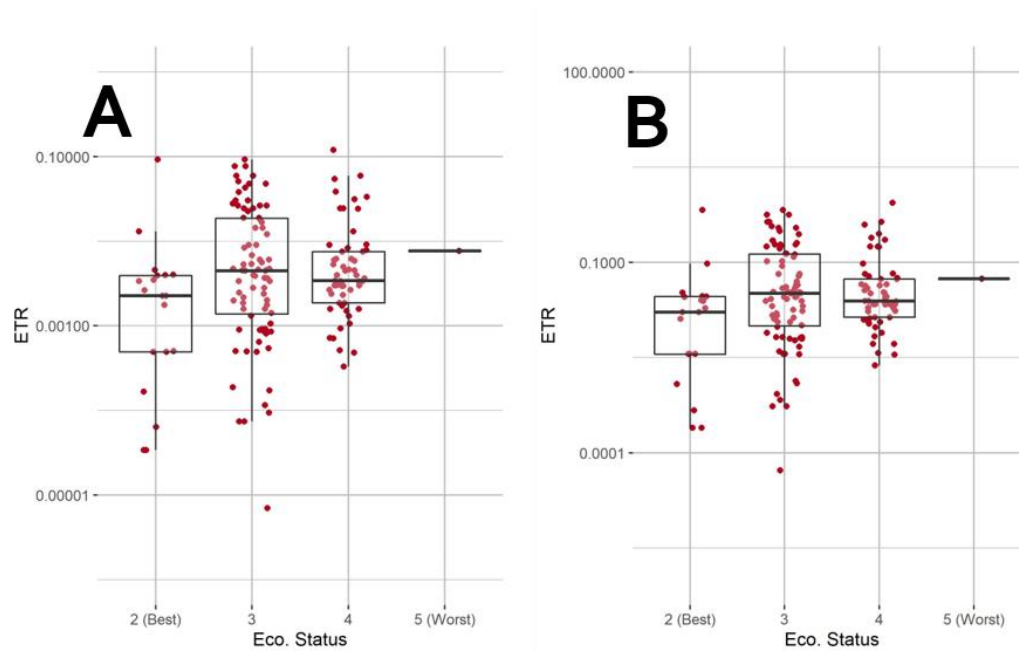 A
ETR
0.10000
0.00100
0.00001
2 (Best) 3 4 5 (Worst)
Eco. Status
B
ETR
100.0000
0.1000
0.0001
2 (Best) 3 4 5 (Worst)
Eco. Status